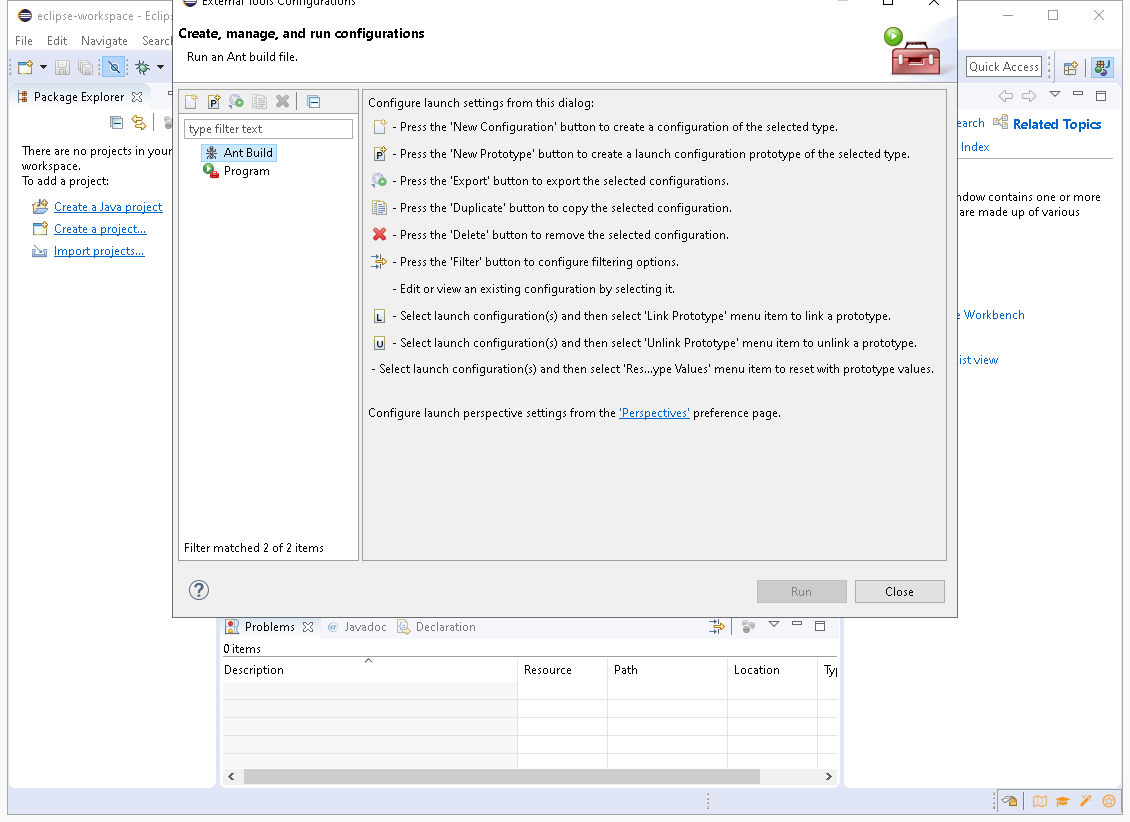 eclipse-workspace - Eclips
External Tools Configurations
File Edit Navigate Search
Create, manage, and run configurations
Run an Ant build file.
Quick Access
Package Explorer
There are no projects in your
workspace.
To add a project:
Create a Java project
Create a project...
Import projects...
type filter text
Ant Build
Program
Filter matched 2 of 2 items
Configure launch settings from this dialog:
- Press the 'New Configuration' button to create a configuration of the selected type.
- Press the 'New Prototype' button to create a launch configuration prototype of the selected type.
- Press the 'Export' button to export the selected configurations.
- Press the 'Duplicate' button to copy the selected configuration.
- Press the 'Delete' button to remove the selected configuration.
- Press the 'Filter' button to configure filtering options.
- Edit or view an existing configuration by selecting it.
L - Select launch configuration(s) and then select 'Link Prototype' menu item to link a prototype.
U - Select launch configuration(s) and then select 'Unlink Prototype' menu item to unlink a prototype.
- Select launch configuration(s) and then select 'Res...ype Values' menu item to reset with prototype values.
Configure launch perspective settings from the 'Perspectives' preference page.
Run Close
earch Related Topics
Index
ndow contains one or more
are made up of various
e Workbench
ist view
Problems @ Javadoc Declaration
0 items
Description Resource Path Location Typ